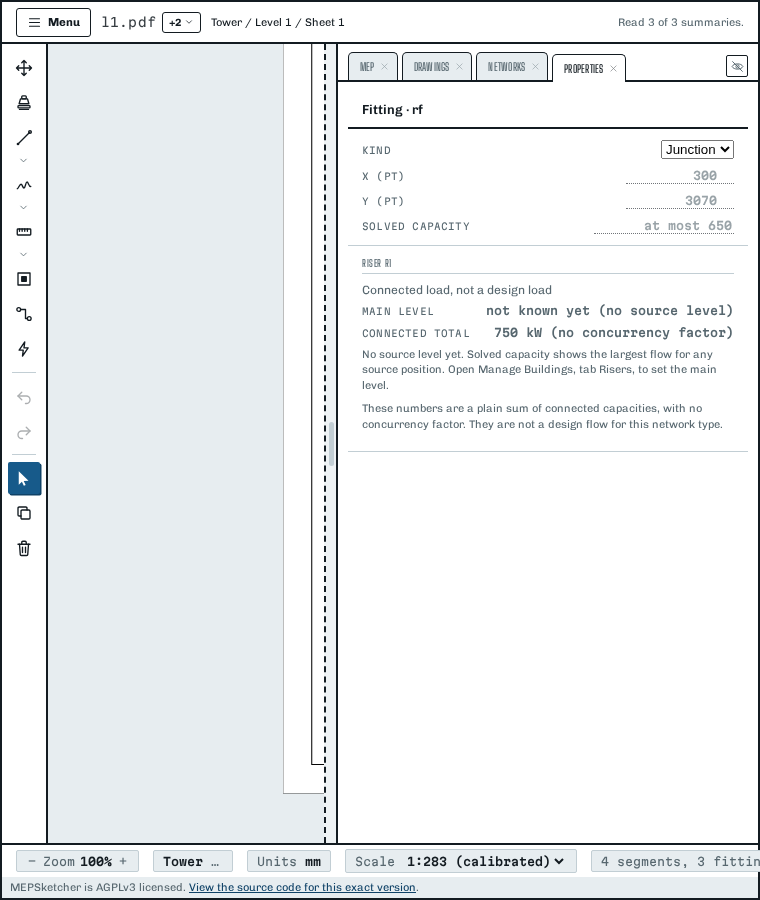 Menu l1.pdf +2 Tower / Level 1 / Sheet 1 Read 3 of 3 summaries.
MEP DRAWINGS NETWORKS PROPERTIES
Fitting · rf
KIND Junction
X (PT) 300
Y (PT) 3070
SOLVED CAPACITY at most 650
RISER R1
Connected load, not a design load
MAIN LEVEL not known yet (no source level)
CONNECTED TOTAL 750 kW (no concurrency factor)
No source level yet. Solved capacity shows the largest flow for any
source position. Open Manage Buildings, tab Risers, to set the main
level.
These numbers are a plain sum of connected capacities, with no
concurrency factor. They are not a design flow for this network type.
− Zoom 100% + Tower … Units mm Scale 1:283 (calibrated) 4 segments, 3 fittin
MEPSketcher is AGPLv3 licensed. View the source code for this exact version.